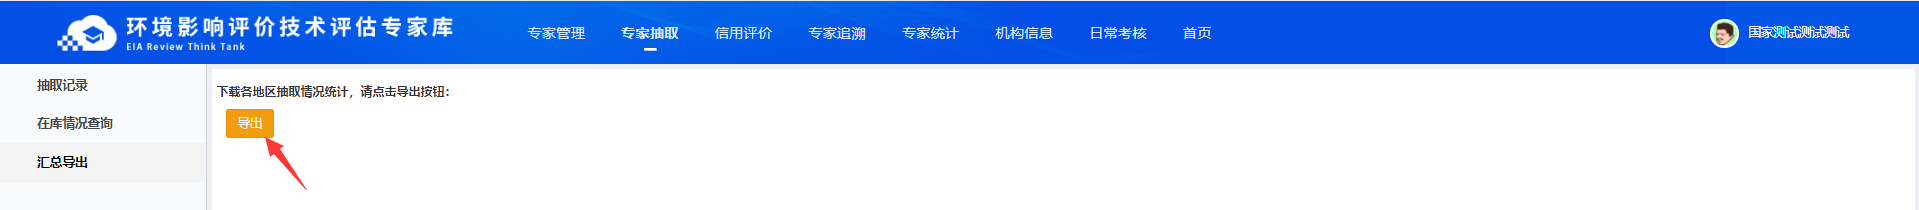 环境影响评价技术评估专家库
EIA Review Think Tank
专家管理 专家抽取 信用评价 专家追溯 专家统计 机构信息 日常考核 首页
国家测试测试测试
抽取记录
在库情况查询
汇总导出
下载各地区抽取情况统计，请点击导出按钮：
导出